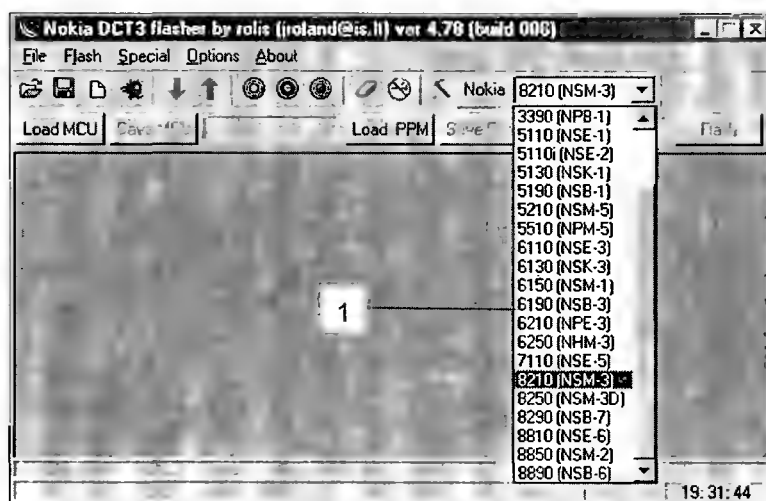 Nokia DCT3 flasher by rolis (jroland@is.lt) ver 4.78 (build 006)
File Flash Special Options About
Nokia 8210 (NSM-3)
Load MCU Load PPM Flash
3390 (NPB-1)
5110 (NSE-1)
5110i (NSE-2)
5130 (NSK-1)
5190 (NSB-1)
5210 (NSM-5)
5510 (NPM-5)
6110 (NSE-3)
6130 (NSK-3)
6150 (NSM-1)
6190 (NSB-3)
6210 (NPE-3)
6250 (NHM-3)
7110 (NSE-5)
8210 (NSM-3)
8250 (NSM-3D)
8290 (NSB-7)
8810 (NSE-6)
8850 (NSM-2)
8890 (NSB-6)
1
19:31:44